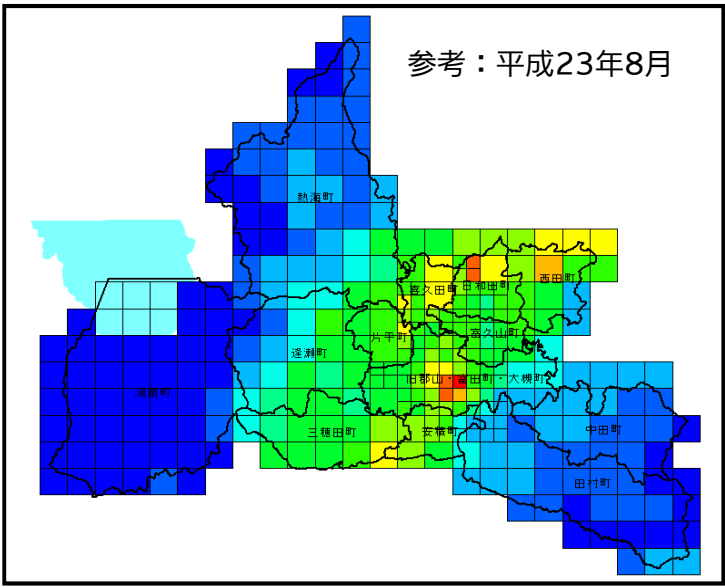 参考：平成23年8月
熱海町
西田町
喜久田町
日和田町
片平町
富久山町
逢瀬町
旧郡山・富田町・大槻町
湖南町
三穂田町
安積町
中田町
田村町